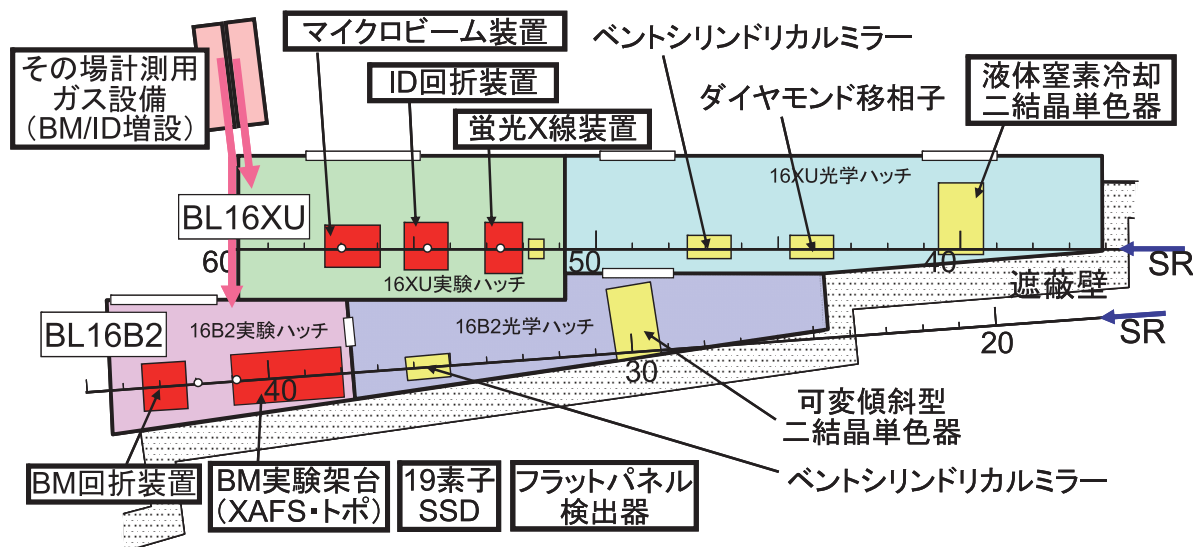 その場計測用
ガス設備
（BM/ID増設）
マイクロビーム装置
ID回折装置
蛍光X線装置
ベントシリンドリカルミラー
ダイヤモンド移相子
液体窒素冷却
二結晶単色器
16XU光学ハッチ
BL16XU
60
50
40
SR
16XU実験ハッチ
遮蔽壁
BL16B2
16B2実験ハッチ
16B2光学ハッチ
SR
40
30
20
可変傾斜型
二結晶単色器
BM回折装置
BM実験架台
（XAFS・トポ）
19素子
SSD
フラットパネル
検出器
ベントシリンドリカルミラー